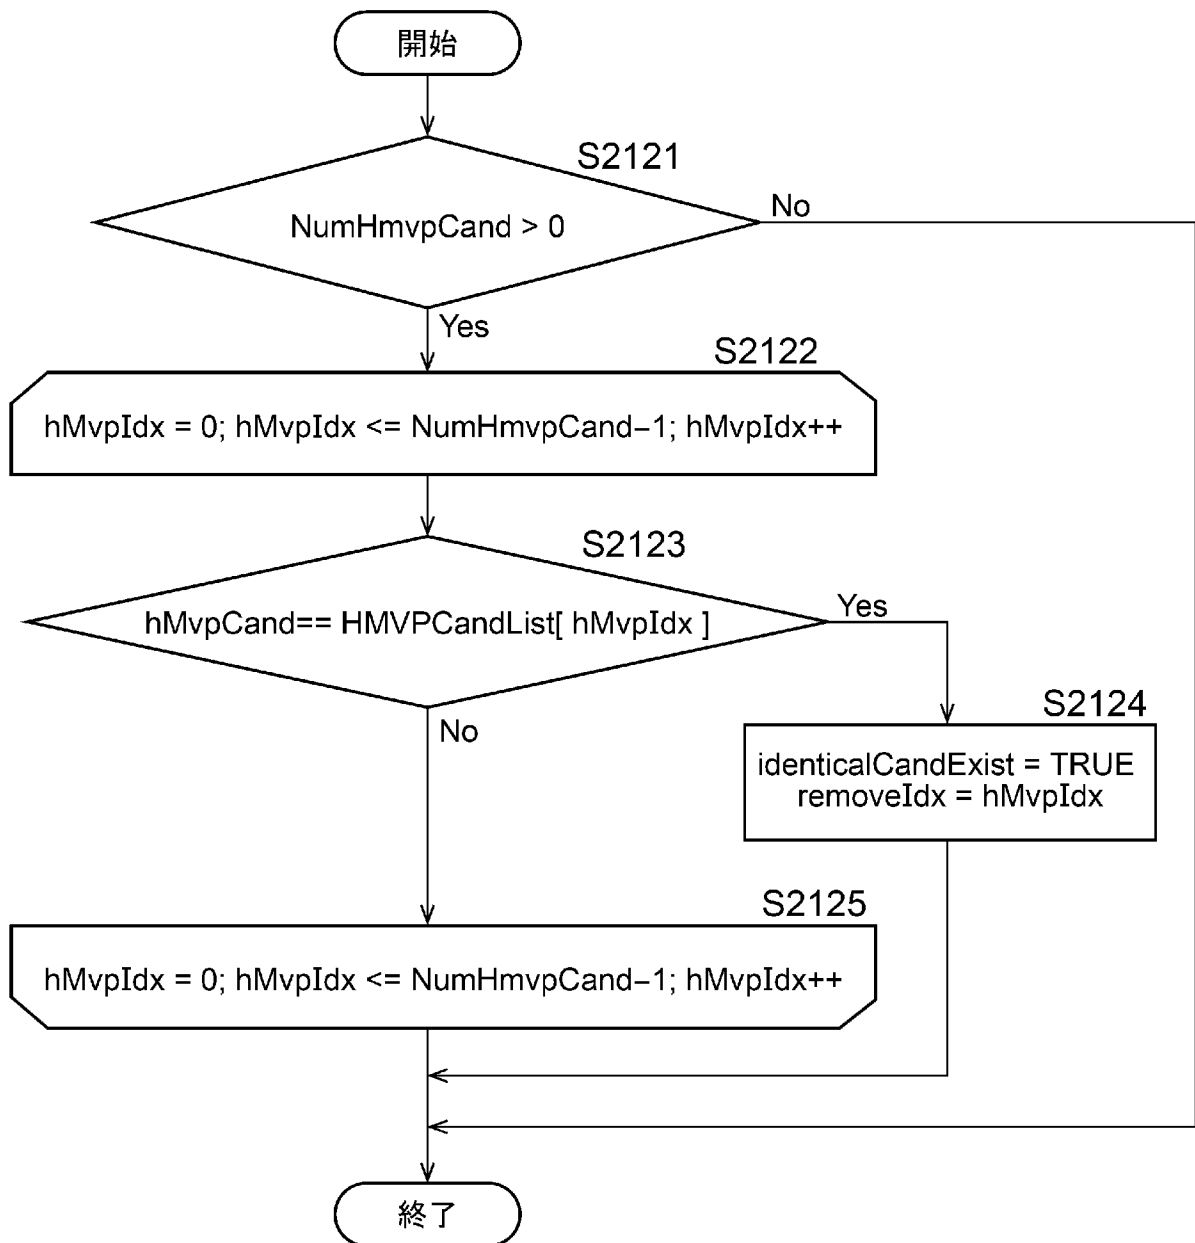 開始
S2121
NumHmvpCand > 0
No
Yes
S2122
hMvpIdx = 0; hMvpIdx <= NumHmvpCand−1; hMvpIdx++
S2123
hMvpCand== HMVPCandList[ hMvpIdx ]
Yes
No
S2124
identicalCandExist = TRUE
removeIdx = hMvpIdx
S2125
hMvpIdx = 0; hMvpIdx <= NumHmvpCand−1; hMvpIdx++
終了